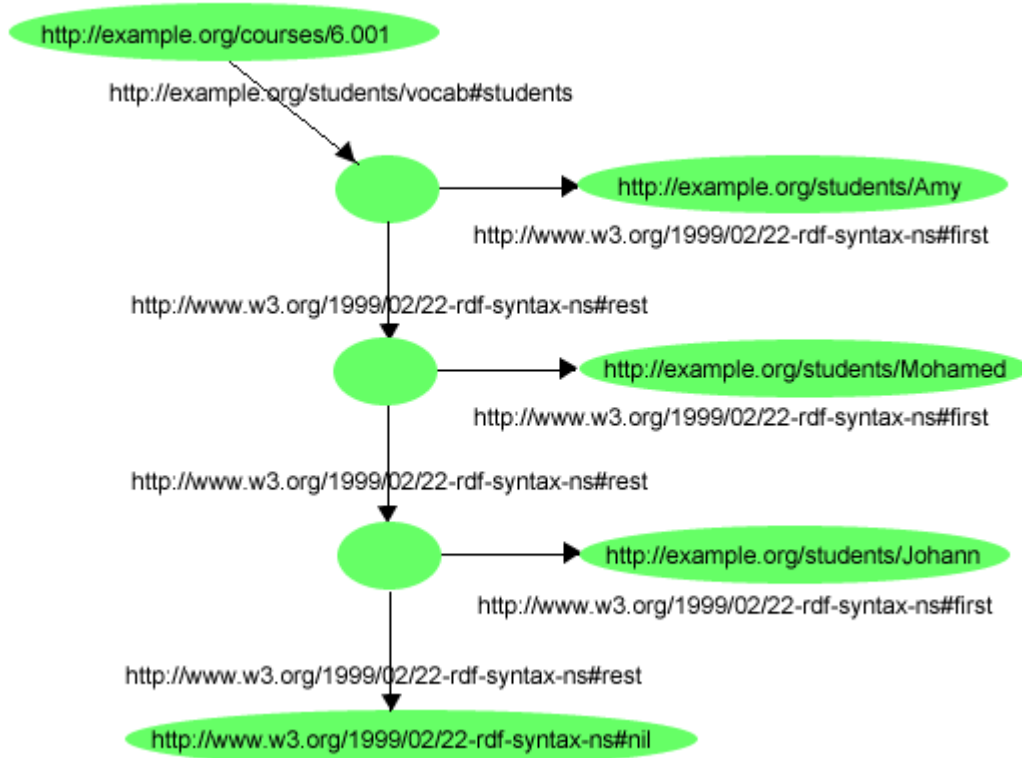 http://example.org/courses/6.001
http://example.org/students/vocab#students
http://example.org/students/Amy
http://www.w3.org/1999/02/22-rdf-syntax-ns#first
http://www.w3.org/1999/02/22-rdf-syntax-ns#rest
http://example.org/students/Mohamed
http://www.w3.org/1999/02/22-rdf-syntax-ns#first
http://www.w3.org/1999/02/22-rdf-syntax-ns#rest
http://example.org/students/Johann
http://www.w3.org/1999/02/22-rdf-syntax-ns#first
http://www.w3.org/1999/02/22-rdf-syntax-ns#rest
http://www.w3.org/1999/02/22-rdf-syntax-ns#nil